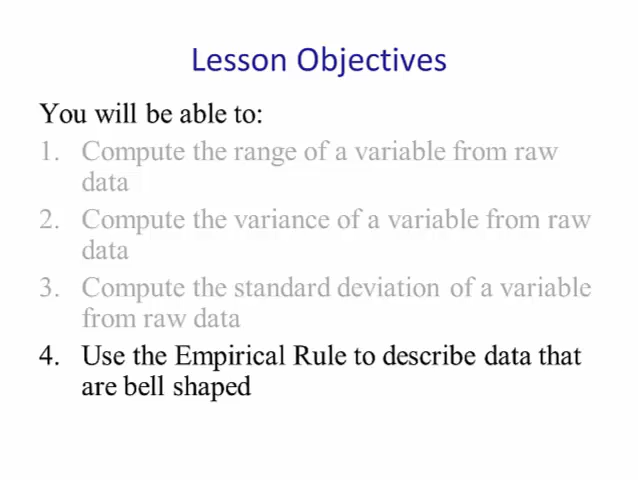 Lesson Objectives
You will be able to:
1. Compute the range of a variable from raw
data
2. Compute the variance of a variable from raw
data
3. Compute the standard deviation of a variable
from raw data
4. Use the Empirical Rule to describe data that
are bell shaped